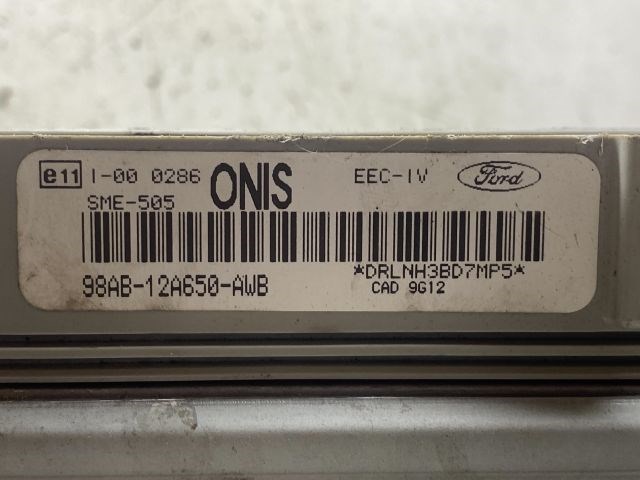 e11 I-00 0286 ONIS EEC-IV Ford
SME-505
98AB-12A650-AWB *DRLNH3BD7MP5*
CAD 9G12